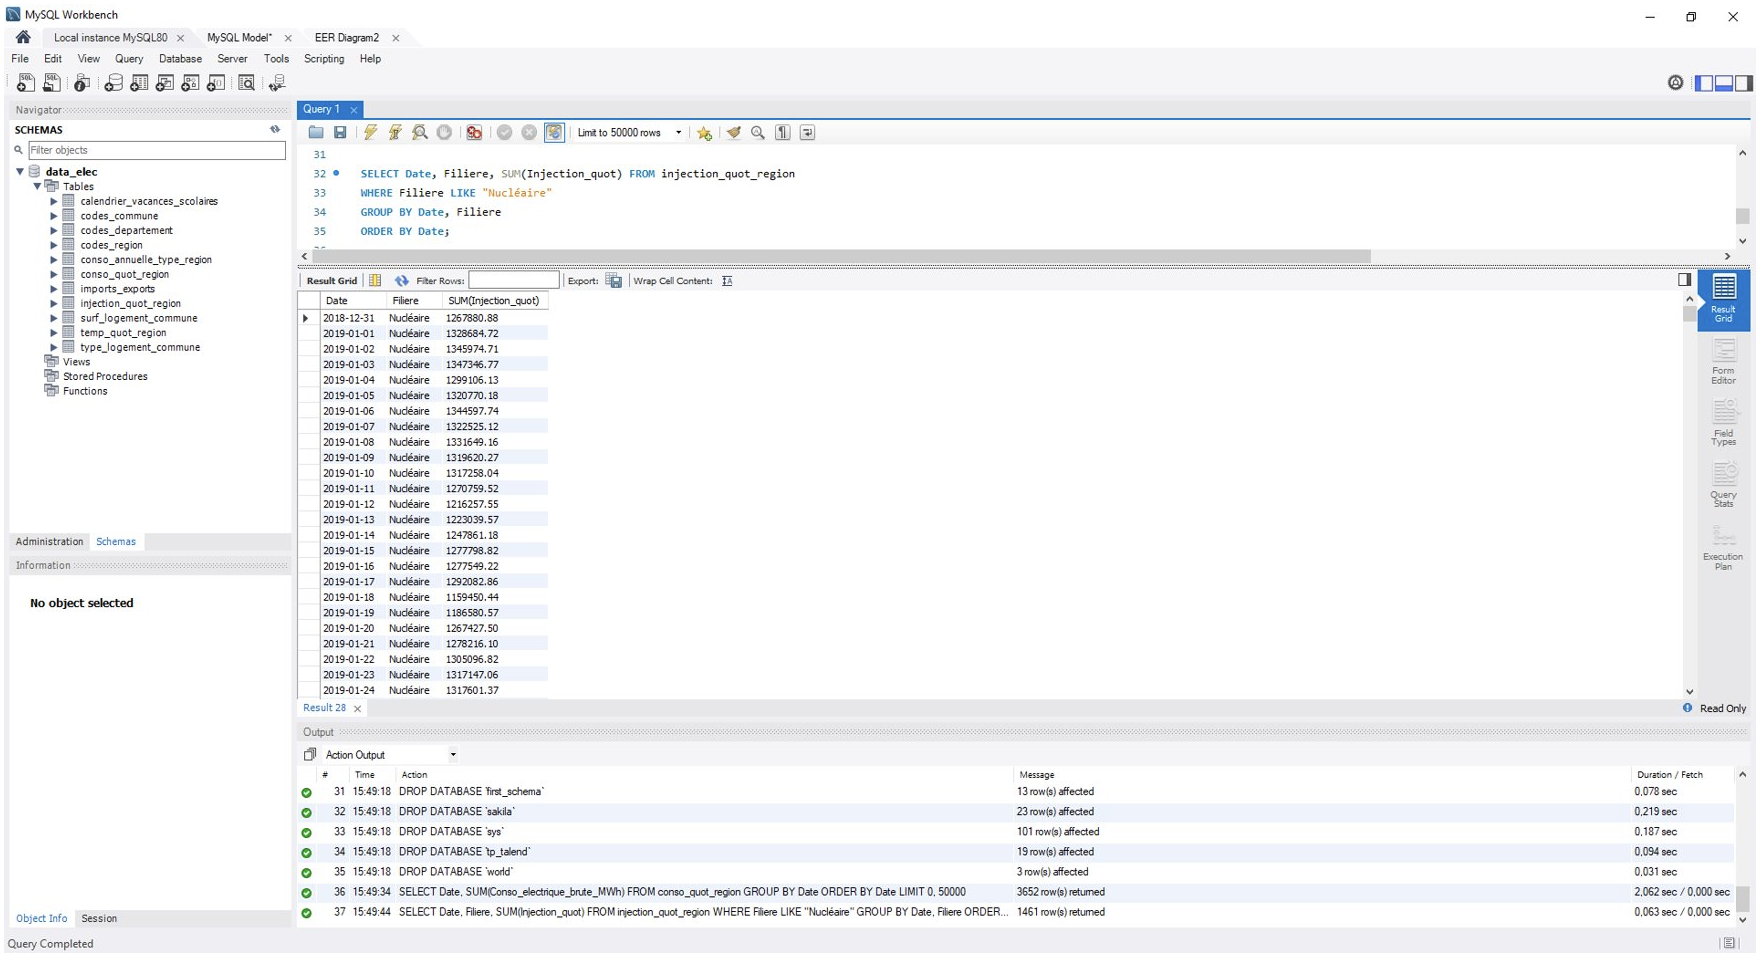 MySQL Workbench
Local instance MySQL80
MySQL Model*
EER Diagram2
File Edit View Query Database Server Tools Scripting Help
Navigator
SCHEMAS
Filter objects
data_elec
Tables
calendrier_vacances_scolaires
codes_commune
codes_departement
codes_region
conso_annuelle_type_region
conso_quot_region
imports_exports
injection_quot_region
surf_logement_commune
temp_quot_region
type_logement_commune
Views
Stored Procedures
Functions
Administration Schemas
Information
No object selected
Object Info Session
Query 1
Limit to 50000 rows
31
32 SELECT Date, Filiere, SUM(Injection_quot) FROM injection_quot_region
33 WHERE Filiere LIKE "Nucléaire"
34 GROUP BY Date, Filiere
35 ORDER BY Date;
Result Grid Filter Rows: Export: Wrap Cell Content:
Date Filiere SUM(Injection_quot)
2018-12-31 Nucléaire 1267880.88
2019-01-01 Nucléaire 1328684.72
2019-01-02 Nucléaire 1345974.71
2019-01-03 Nucléaire 1347346.77
2019-01-04 Nucléaire 1299106.13
2019-01-05 Nucléaire 1320770.18
2019-01-06 Nucléaire 1344597.74
2019-01-07 Nucléaire 1322525.12
2019-01-08 Nucléaire 1331649.16
2019-01-09 Nucléaire 1319620.27
2019-01-10 Nucléaire 1317258.04
2019-01-11 Nucléaire 1270759.52
2019-01-12 Nucléaire 1216257.55
2019-01-13 Nucléaire 1223039.57
2019-01-14 Nucléaire 1247861.18
2019-01-15 Nucléaire 1277798.82
2019-01-16 Nucléaire 1277549.22
2019-01-17 Nucléaire 1292082.86
2019-01-18 Nucléaire 1159450.44
2019-01-19 Nucléaire 1186580.57
2019-01-20 Nucléaire 1267427.50
2019-01-21 Nucléaire 1278216.10
2019-01-22 Nucléaire 1305096.82
2019-01-23 Nucléaire 1317147.06
2019-01-24 Nucléaire 1317601.37
Result
Grid
Form
Editor
Field
Types
Query
Stats
Execution
Plan
Result 28
Read Only
Output
Action Output
# Time Action Message Duration / Fetch
31 15:49:18 DROP DATABASE `first_schema` 13 row(s) affected 0,078 sec
32 15:49:18 DROP DATABASE `sakila` 23 row(s) affected 0,219 sec
33 15:49:18 DROP DATABASE `sys` 101 row(s) affected 0,187 sec
34 15:49:18 DROP DATABASE `tp_talend` 19 row(s) affected 0,094 sec
35 15:49:18 DROP DATABASE `world` 3 row(s) affected 0,031 sec
36 15:49:34 SELECT Date, SUM(Conso_electrique_brute_MWh) FROM conso_quot_region GROUP BY Date ORDER BY Date LIMIT 0, 50000 3652 row(s) returned 2,062 sec / 0,000 sec
37 15:49:44 SELECT Date, Filiere, SUM(Injection_quot) FROM injection_quot_region WHERE Filiere LIKE "Nucléaire" GROUP BY Date, Filiere ORDER... 1461 row(s) returned 0,063 sec / 0,000 sec
Query Completed